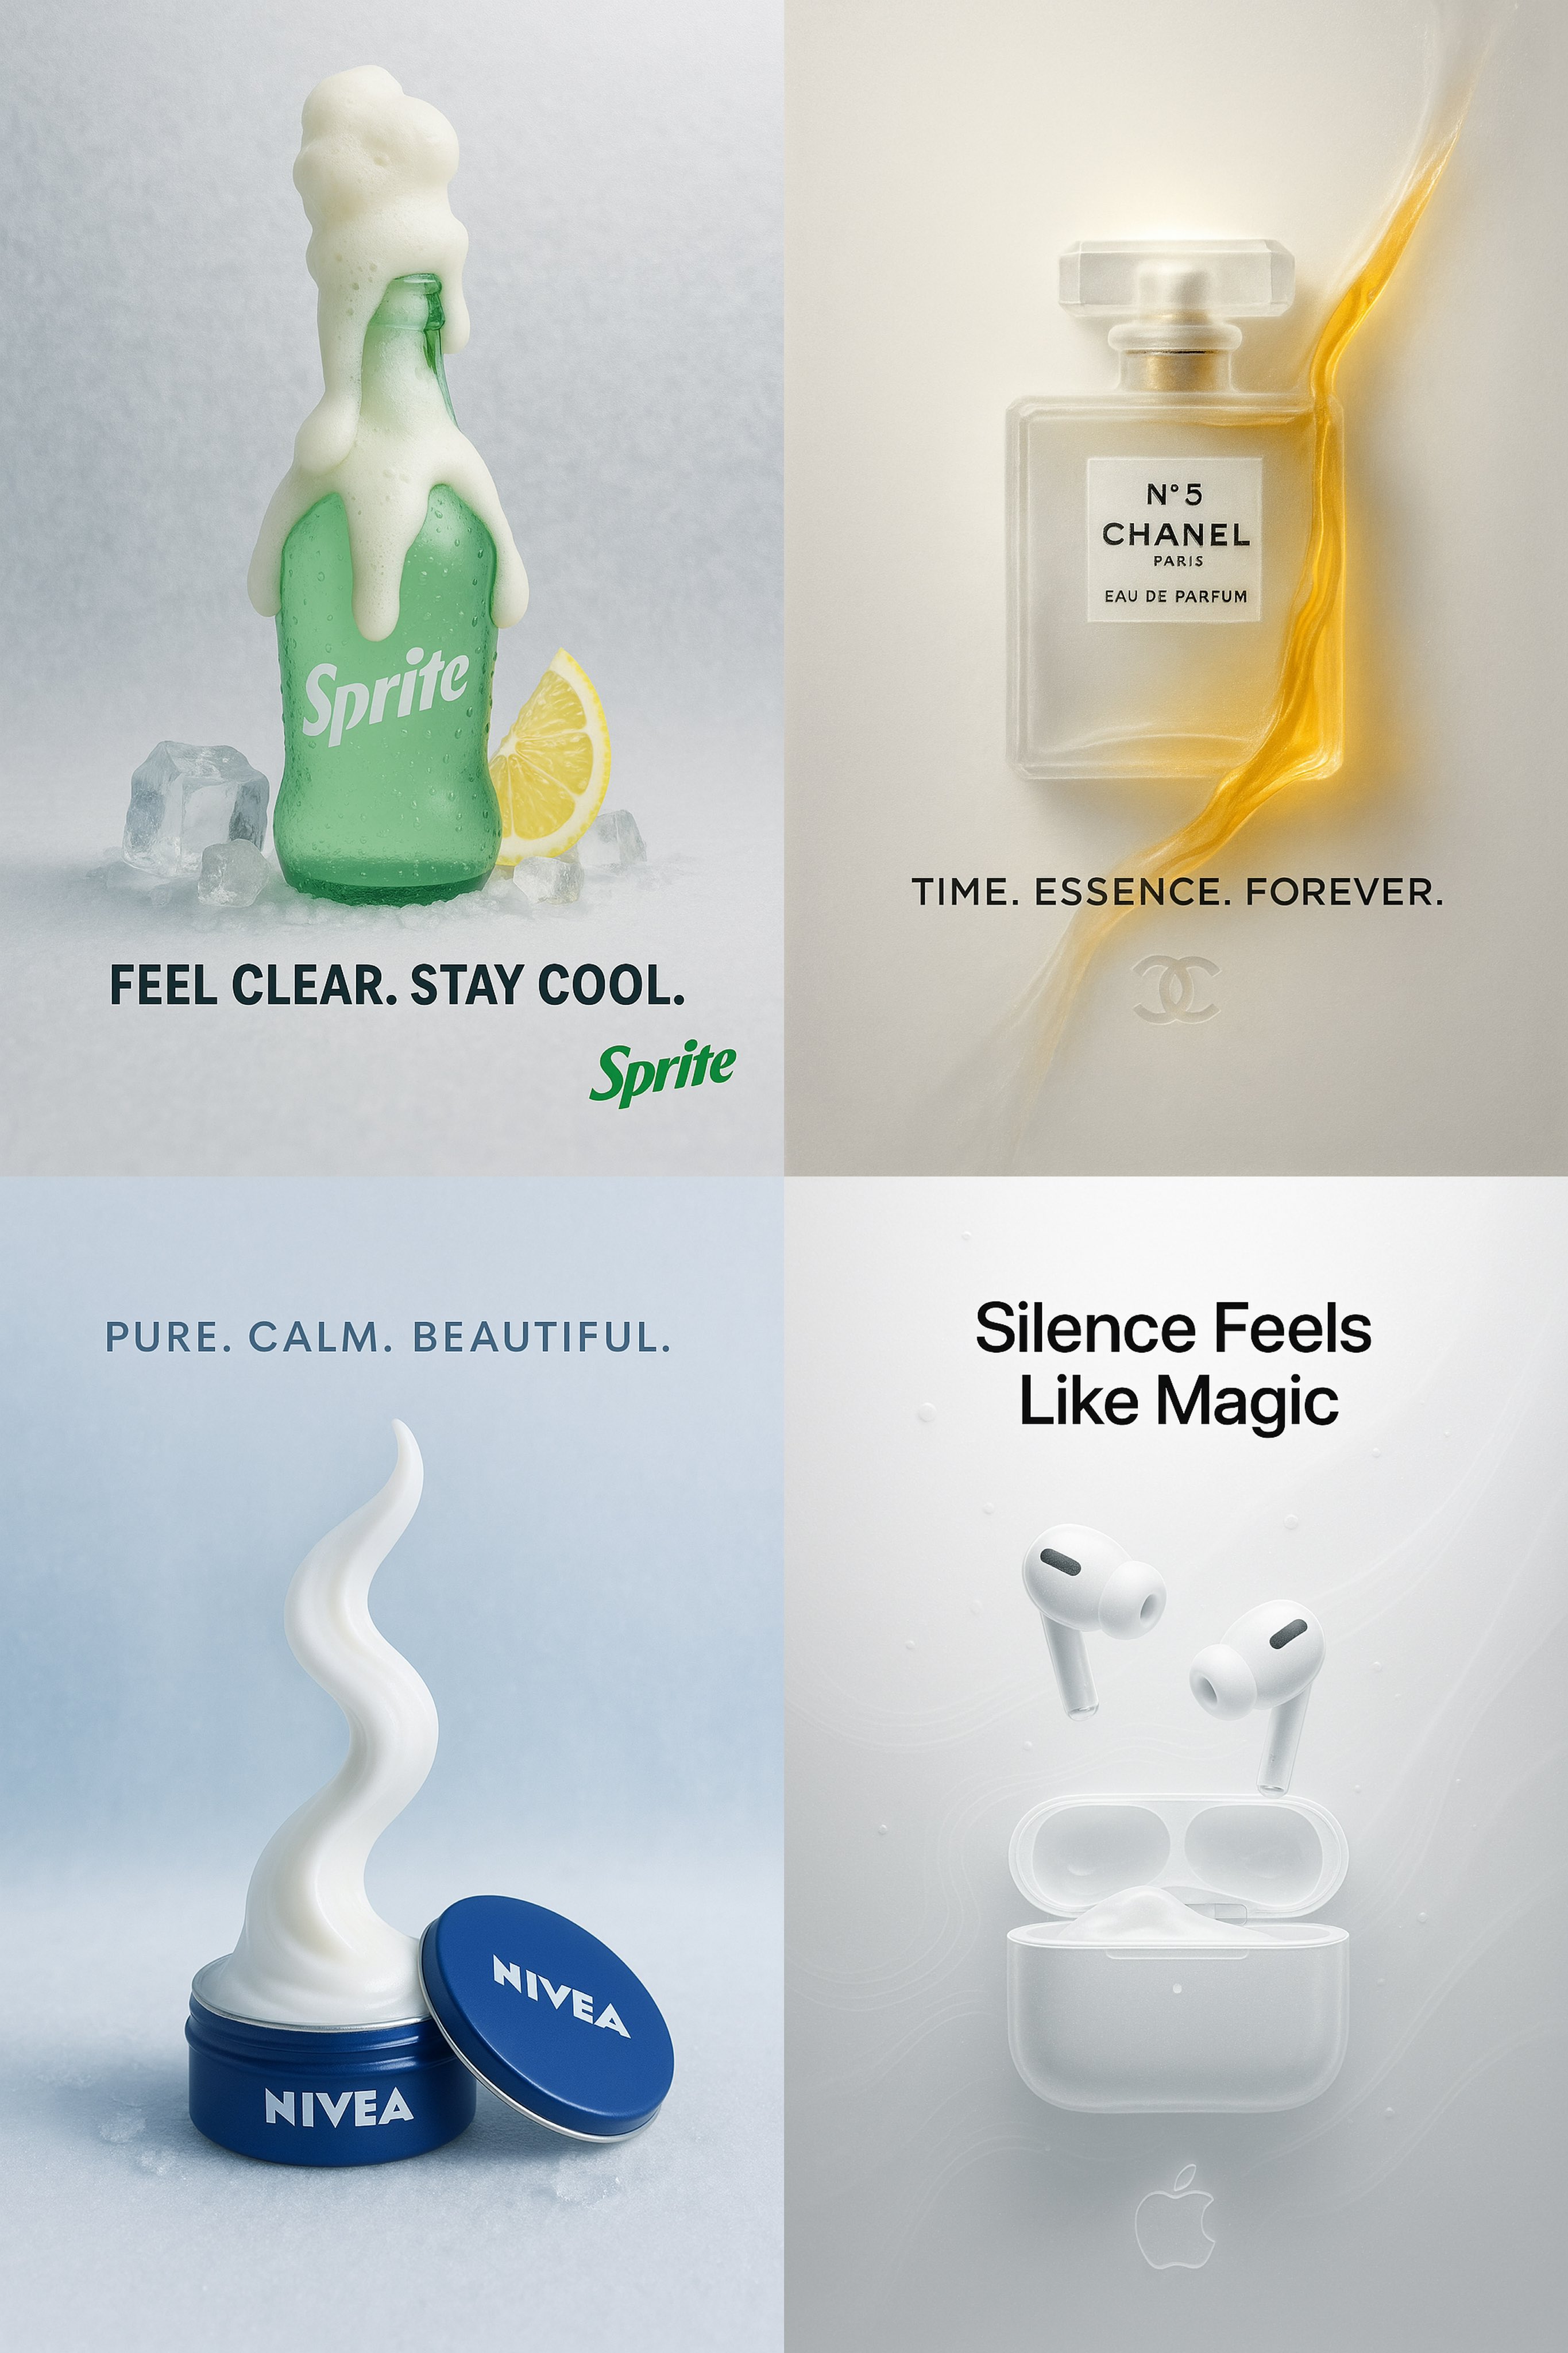 Sprite
FEEL CLEAR. STAY COOL.
Sprite
N°5
CHANEL
PARIS
EAU DE PARFUM
TIME. ESSENCE. FOREVER.
PURE. CALM. BEAUTIFUL.
NIVEA
NIVEA
Silence Feels
Like Magic